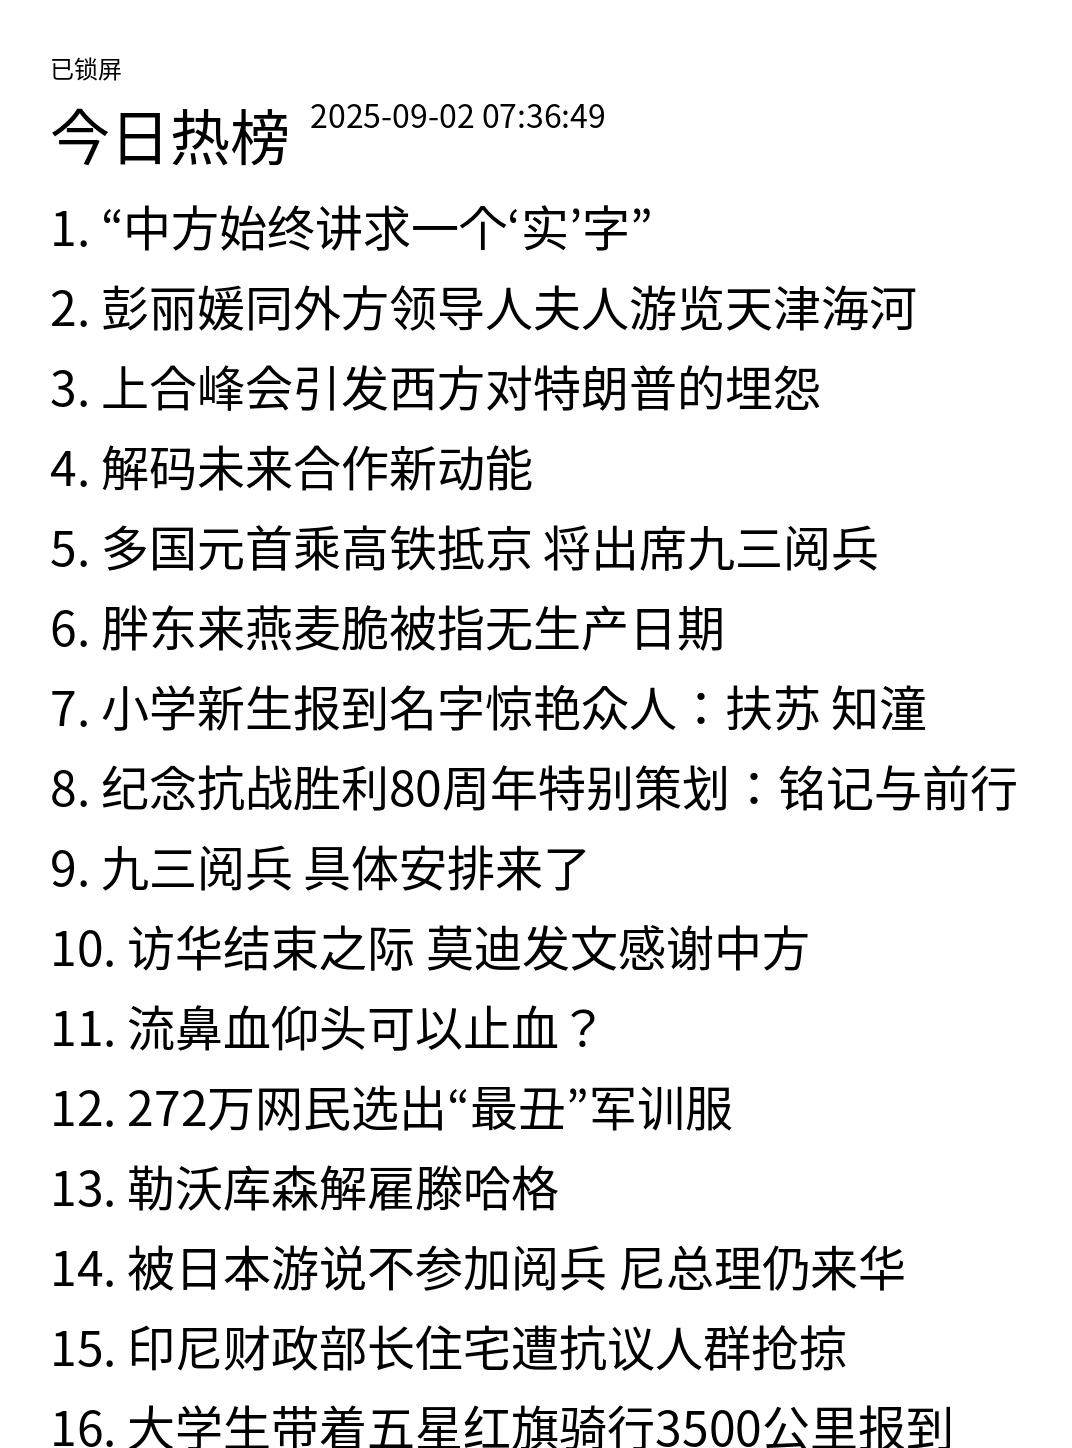 已锁屏
今日热榜 2025-09-02 07:36:49
1. “中方始终讲求一个‘实’字”
2. 彭丽媛同外方领导人夫人游览天津海河
3. 上合峰会引发西方对特朗普的埋怨
4. 解码未来合作新动能
5. 多国元首乘高铁抵京 将出席九三阅兵
6. 胖东来燕麦脆被指无生产日期
7. 小学新生报到名字惊艳众人：扶苏 知潼
8. 纪念抗战胜利80周年特别策划：铭记与前行
9. 九三阅兵 具体安排来了
10. 访华结束之际 莫迪发文感谢中方
11. 流鼻血仰头可以止血？
12. 272万网民选出“最丑”军训服
13. 勒沃库森解雇滕哈格
14. 被日本游说不参加阅兵 尼总理仍来华
15. 印尼财政部长住宅遭抗议人群抢掠
16. 大学生带着五星红旗骑行3500公里报到